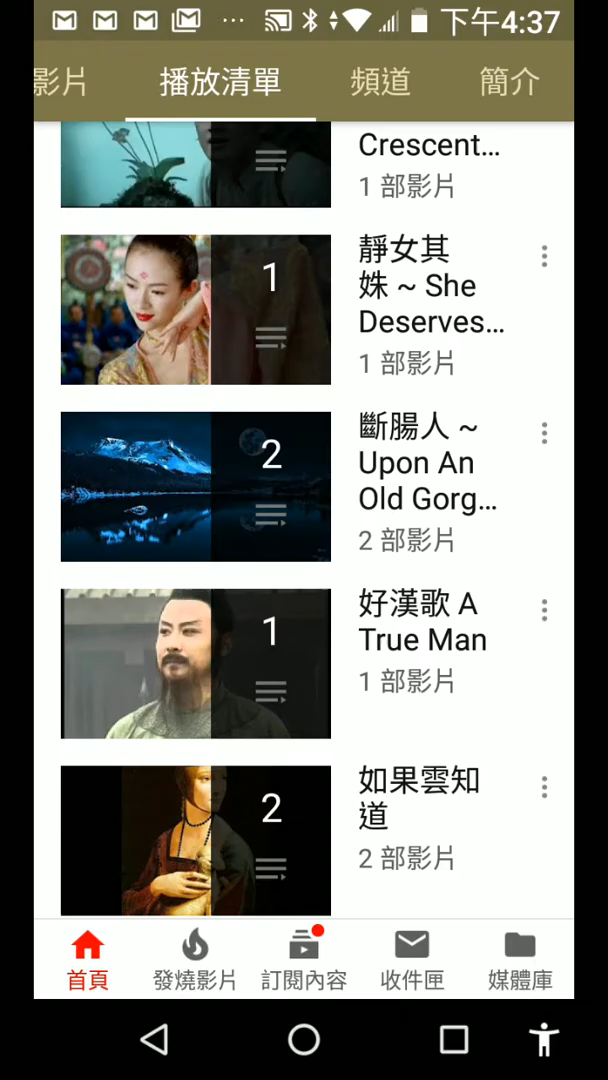 下午4:37
影片 播放清單 頻道 簡介
Crescent...
1 部影片
1
靜女其
姝 ~ She
Deserves...
1 部影片
2
斷腸人 ~
Upon An
Old Gorg...
2 部影片
1
好漢歌 A
True Man
1 部影片
2
如果雲知
道
2 部影片
首頁 發燒影片 訂閱內容 收件匣 媒體庫